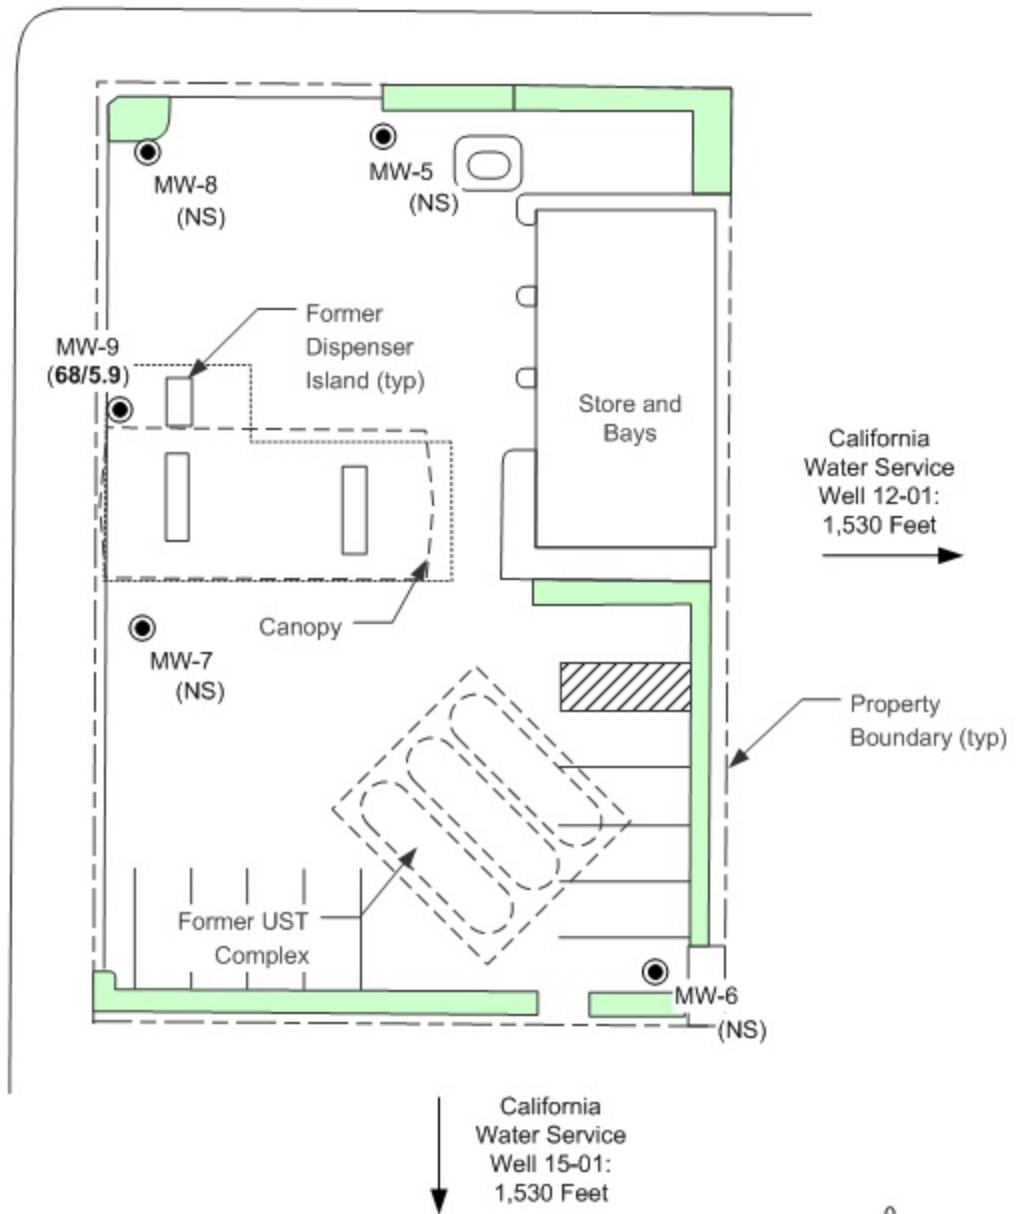 MW-8
(NS)
MW-5
(NS)
Former
Dispenser
Island (typ)
MW-9
(68/5.9)
Store and
Bays
California
Water Service
Well 12-01:
1,530 Feet
Canopy
MW-7
(NS)
Property
Boundary (typ)
Former UST
Complex
MW-6
(NS)
California
Water Service
Well 15-01:
1,530 Feet